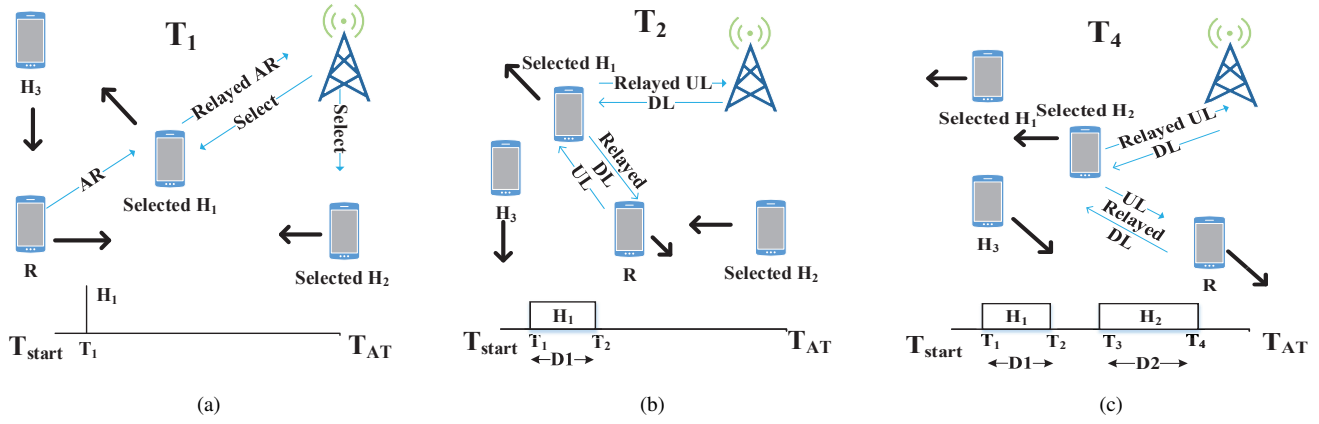 T1
H3
Relayed AR
Select
Select
AR
Selected H1
R
Selected H2
H1
Tstart
T1
TAT
(a)
T2
Selected H1
Relayed UL
DL
Relayed
DL
UL
H3
R
Selected H2
H1
Tstart
T1
T2
TAT
D1
(b)
T4
Selected H1
Selected H2
Relayed UL
DL
UL
Relayed
DL
H3
R
H1
H2
Tstart
T1
T2
T3
T4
TAT
D1
D2
(c)